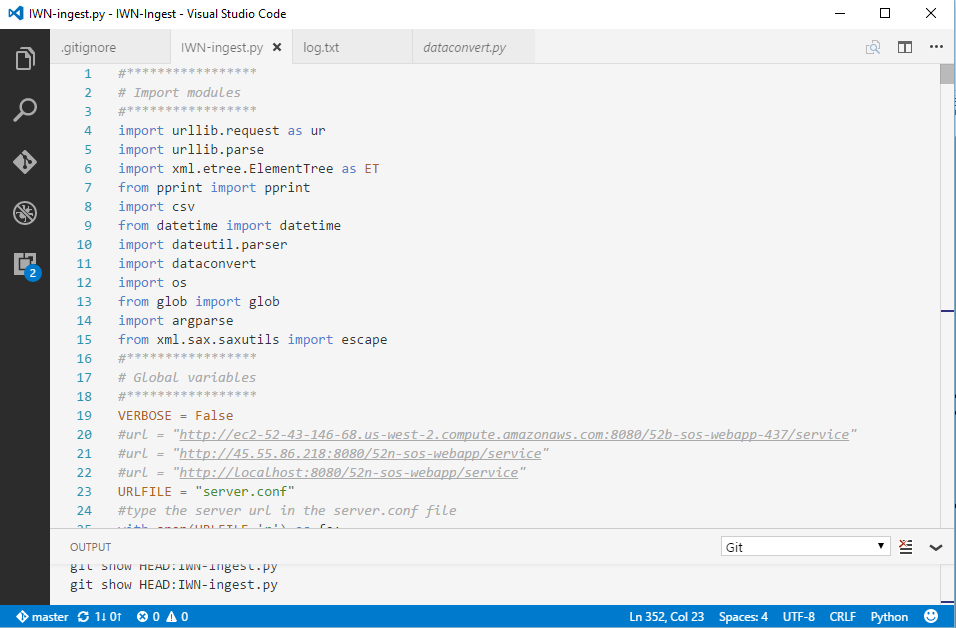 IWN-ingest.py - IWN-Ingest - Visual Studio Code
.gitignore IWN-ingest.py log.txt dataconvert.py
1 #*****************
2 # Import modules
3 #*****************
4 import urllib.request as ur
5 import urllib.parse
6 import xml.etree.ElementTree as ET
7 from pprint import pprint
8 import csv
9 from datetime import datetime
10 import dateutil.parser
11 import dataconvert
12 import os
13 from glob import glob
14 import argparse
15 from xml.sax.saxutils import escape
16 #*****************
17 # Global variables
18 #*****************
19 VERBOSE = False
20 #url = "http://ec2-52-43-146-68.us-west-2.compute.amazonaws.com:8080/52b-sos-webapp-437/service"
21 #url = "http://45.55.86.218:8080/52n-sos-webapp/service"
22 #url = "http://localhost:8080/52n-sos-webapp/service"
23 URLFILE = "server.conf"
24 #type the server url in the server.conf file
2
OUTPUT Git
git show HEAD:IWN-ingest.py
git show HEAD:IWN-ingest.py
master 1↓ 0↑ 0 0 Ln 352, Col 23 Spaces: 4 UTF-8 CRLF Python